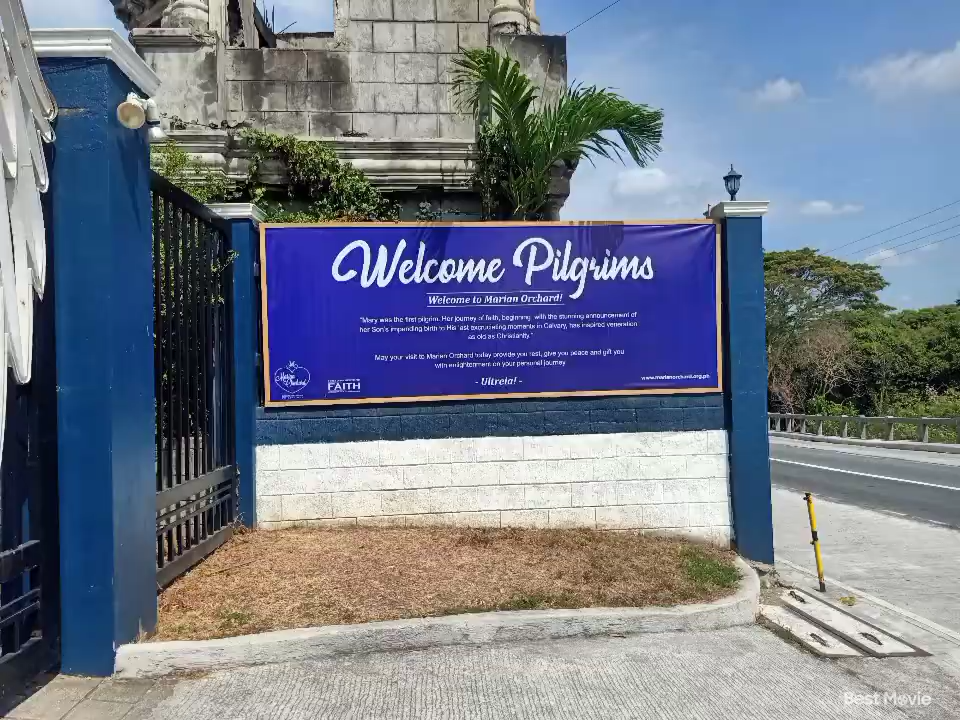 Welcome Pilgrims
Welcome to Marian Orchard!
"Mary was the first pilgrim. Her journey of faith, beginning with the stunning announcement of
her Son's impending birth to His last excruciating moments in Calvary, has inspired veneration
as old as Christianity."
May your visit to Marian Orchard today provide you rest, give you peace and gift you
with enlightenment on your personal journey
- Ultreia! -
Marian
Orchard
FAITH
www.marianorchard.org.ph
Best Movie